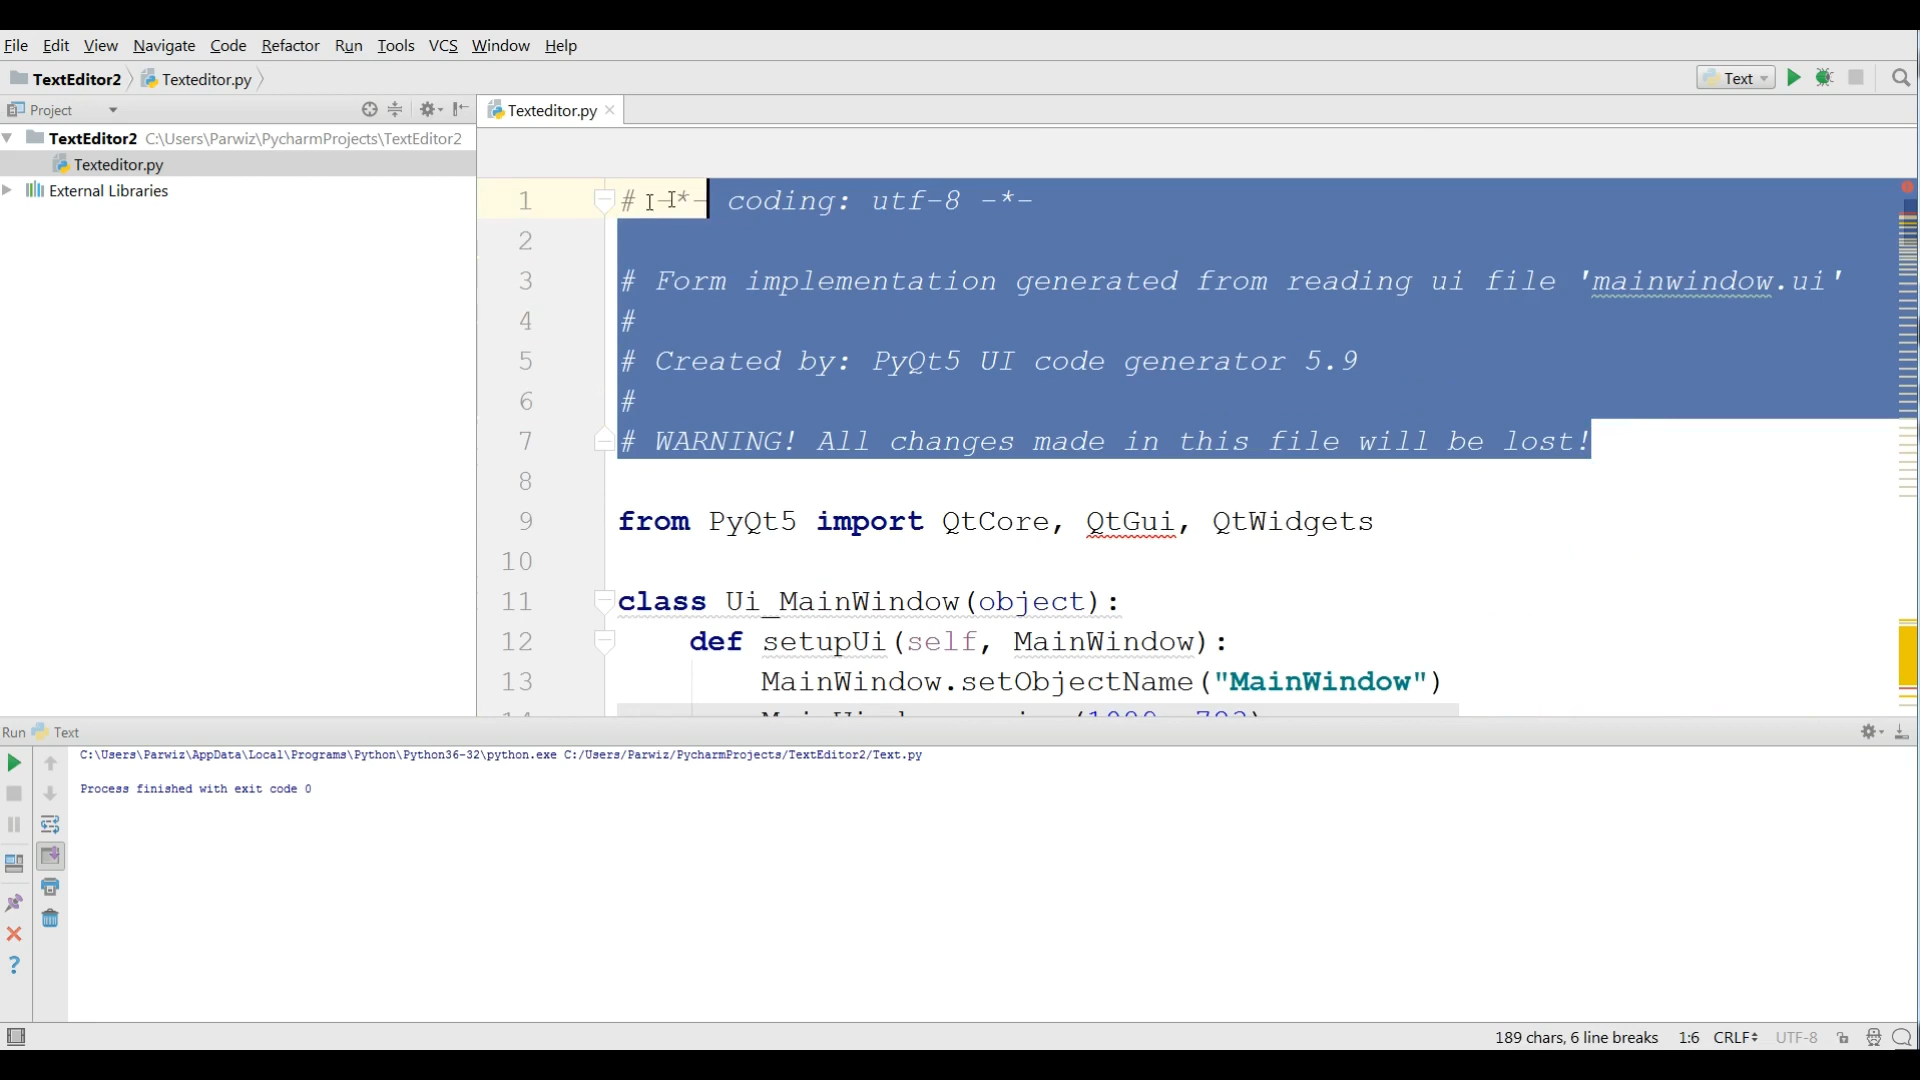 File Edit View Navigate Code Refactor Run Tools VCS Window Help
TextEditor2 Texteditor.py Text
Project Texteditor.py
TextEditor2 C:\Users\Parwiz\PycharmProjects\TextEditor2
Texteditor.py
External Libraries
1 # -*- coding: utf-8 -*-
2
3 # Form implementation generated from reading ui file 'mainwindow.ui'
4 #
5 # Created by: PyQt5 UI code generator 5.9
6 #
7 # WARNING! All changes made in this file will be lost!
8
9 from PyQt5 import QtCore, QtGui, QtWidgets
10
11 class Ui_MainWindow(object):
12 def setupUi(self, MainWindow):
13 MainWindow.setObjectName("MainWindow")
Run Text
C:\Users\Parwiz\AppData\Local\Programs\Python\Python36-32\python.exe C:/Users/Parwiz/PycharmProjects/TextEditor2/Text.py
Process finished with exit code 0
189 chars, 6 line breaks 1:6 CRLF UTF-8